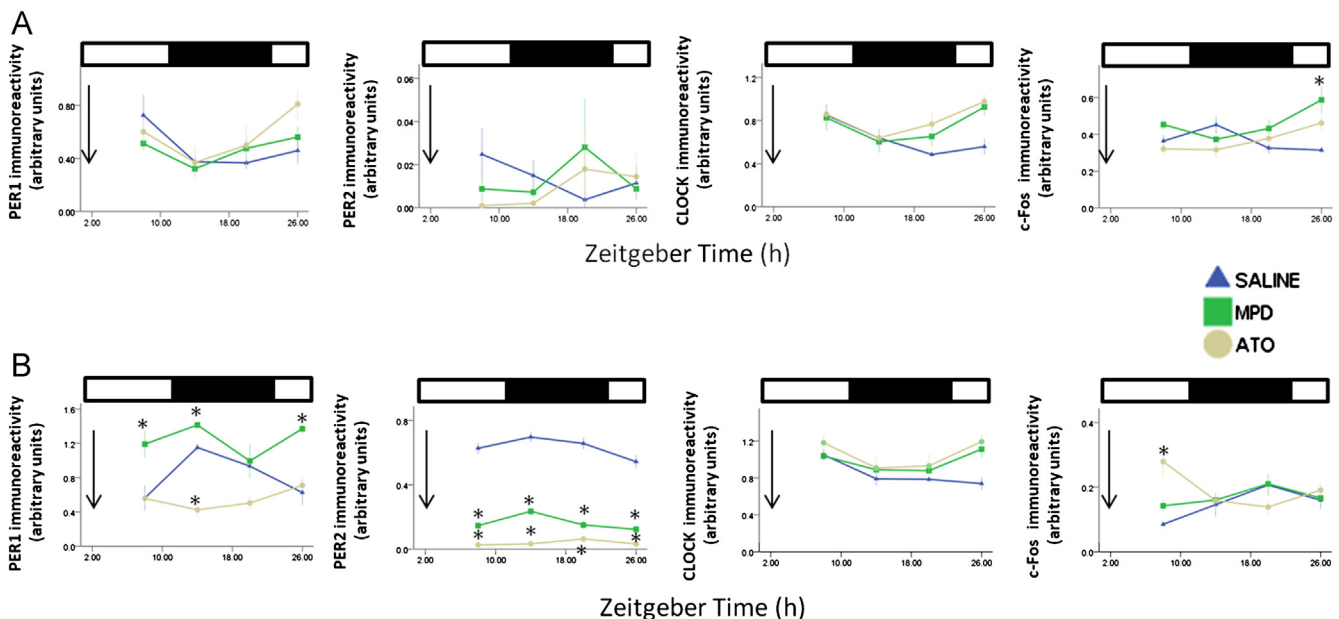 A
PER1 immunoreactivity
(arbitrary units)
0.80
0.40
0.00
2.00 10.00 18.00 26.00
PER2 immunoreactivity
(arbitrary units)
0.06
0.04
0.02
0.00
2.00 10.00 18.00 26.00
CLOCK immunoreactivity
(arbitrary units)
1.2
0.8
0.4
0.0
2.00 10.00 18.00 26.00
c-Fos immunoreactivity
(arbitrary units)
*
0.6
0.4
0.2
0.0
2.00 10.00 18.00 26.00
Zeitgeber Time (h)
SALINE
MPD
ATO
B
PER1 immunoreactivity
(arbitrary units)
* * *
*
1.6
1.2
0.8
0.4
0.0
2.00 10.00 18.00 26.00
PER2 immunoreactivity
(arbitrary units)
* * * *
* * * *
0.8
0.4
0.0
2.00 10.00 18.00 26.00
CLOCK immunoreactivity
(arbitrary units)
1.2
0.8
0.4
0.0
2.00 10.00 18.00 26.00
c-Fos immunoreactivity
(arbitrary units)
*
0.4
0.2
0.0
2.00 10.00 18.00 26.00
Zeitgeber Time (h)